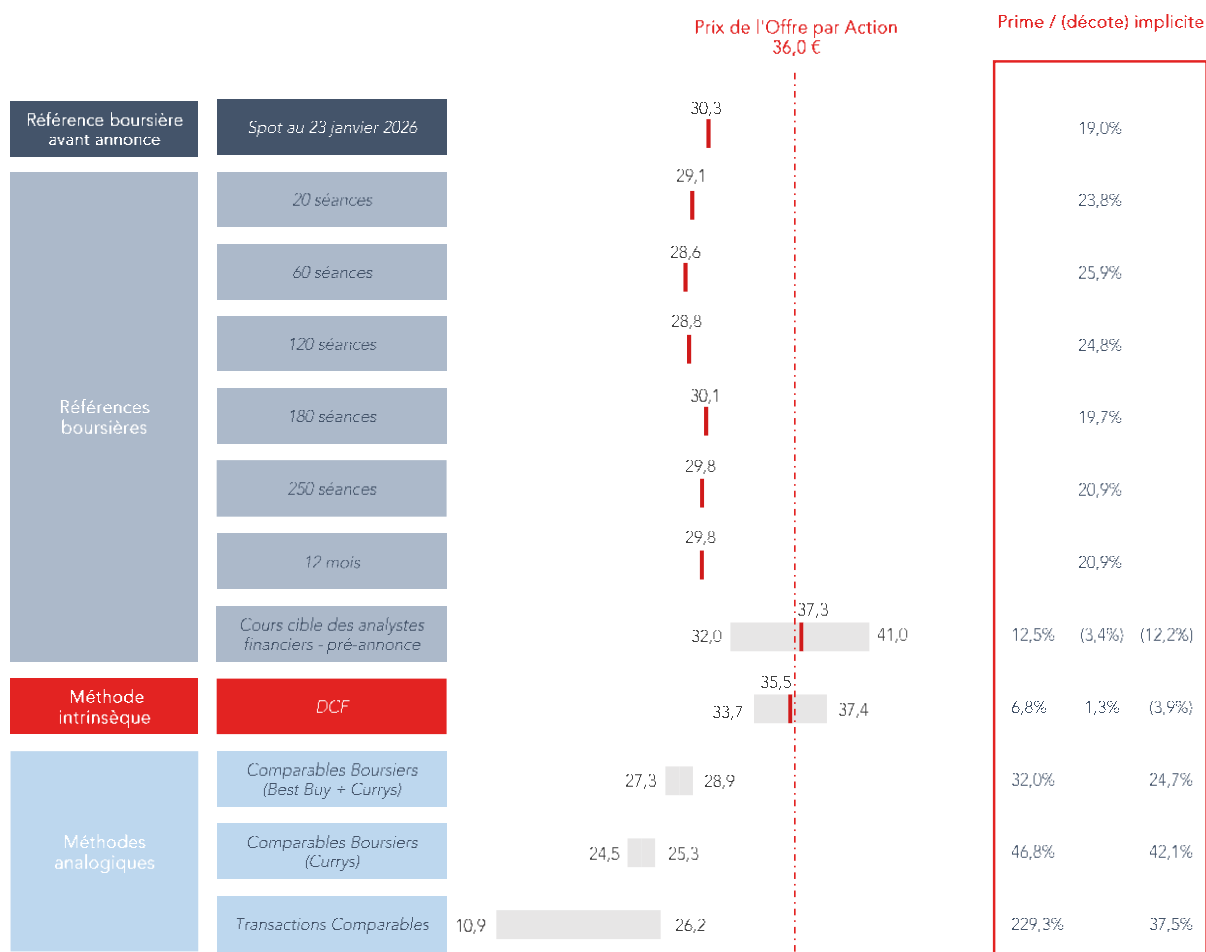 Prix de l'Offre par Action
36,0 €
Prime / (décote) implicite
Référence boursière
avant annonce
Spot au 23 janvier 2026
30,3
19,0%
Références
boursières
20 séances
29,1
23,8%
60 séances
28,6
25,9%
120 séances
28,8
24,8%
180 séances
30,1
19,7%
250 séances
29,8
20,9%
12 mois
29,8
20,9%
Cours cible des analystes
financiers - pré-annonce
32,0
37,3
41,0
12,5% (3,4%) (12,2%)
Méthode
intrinsèque
DCF
33,7
35,5
37,4
6,8% 1,3% (3,9%)
Méthodes
analogiques
Comparables Boursiers
(Best Buy + Currys)
27,3
28,9
32,0% 24,7%
Comparables Boursiers
(Currys)
24,5
25,3
46,8% 42,1%
Transactions Comparables
10,9
26,2
229,3% 37,5%